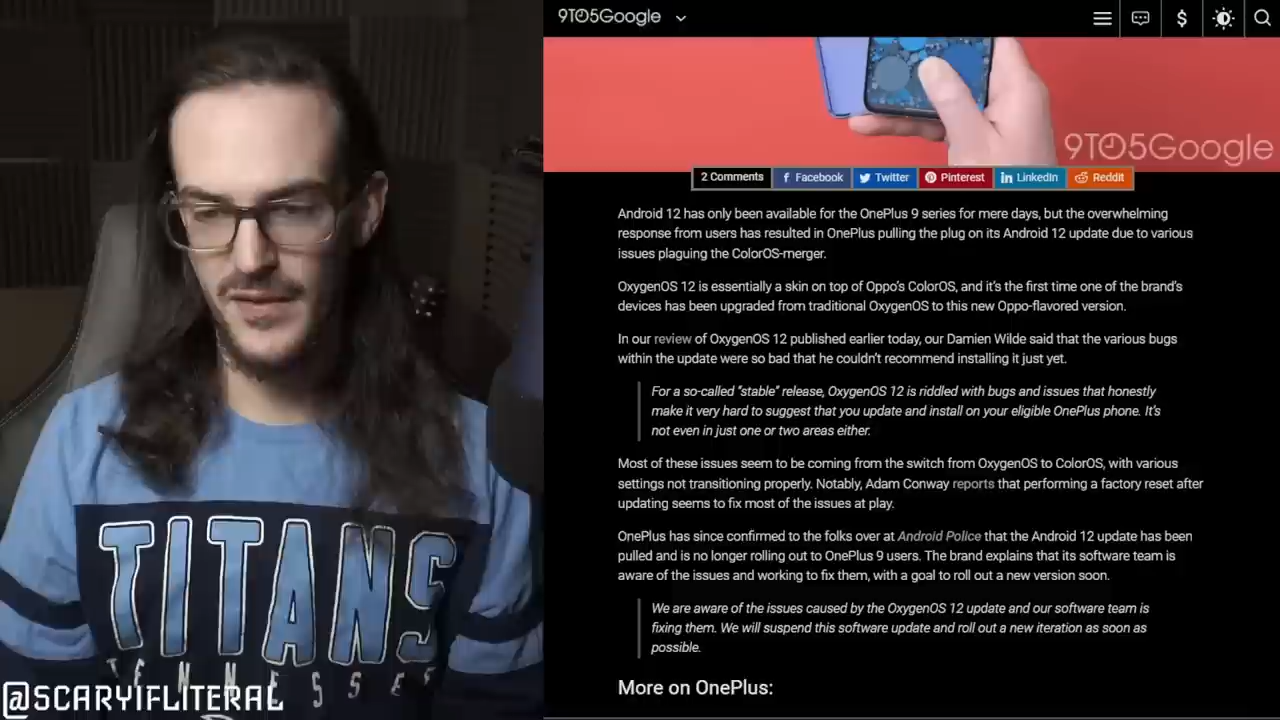 9TO5Google
9TO5Google
2 Comments
Facebook
Twitter
Pinterest
LinkedIn
Reddit
Android 12 has only been available for the OnePlus 9 series for mere days, but the overwhelming
response from users has resulted in OnePlus pulling the plug on its Android 12 update due to various
issues plaguing the ColorOS-merger.
OxygenOS 12 is essentially a skin on top of Oppo's ColorOS, and it's the first time one of the brand's
devices has been upgraded from traditional OxygenOS to this new Oppo-flavored version.
In our review of OxygenOS 12 published earlier today, our Damien Wilde said that the various bugs
within the update were so bad that he couldn't recommend installing it just yet.
For a so-called "stable" release, OxygenOS 12 is riddled with bugs and issues that honestly
make it very hard to suggest that you update and install on your eligible OnePlus phone. It's
not even in just one or two areas either.
Most of these issues seem to be coming from the switch from OxygenOS to ColorOS, with various
settings not transitioning properly. Notably, Adam Conway reports that performing a factory reset after
updating seems to fix most of the issues at play.
OnePlus has since confirmed to the folks over at Android Police that the Android 12 update has been
pulled and is no longer rolling out to OnePlus 9 users. The brand explains that its software team is
aware of the issues and working to fix them, with a goal to roll out a new version soon.
We are aware of the issues caused by the OxygenOS 12 update and our software team is
fixing them. We will suspend this software update and roll out a new iteration as soon as
possible.
More on OnePlus:
TITANS
TENNESSEE
@SCARYIFLITERAL